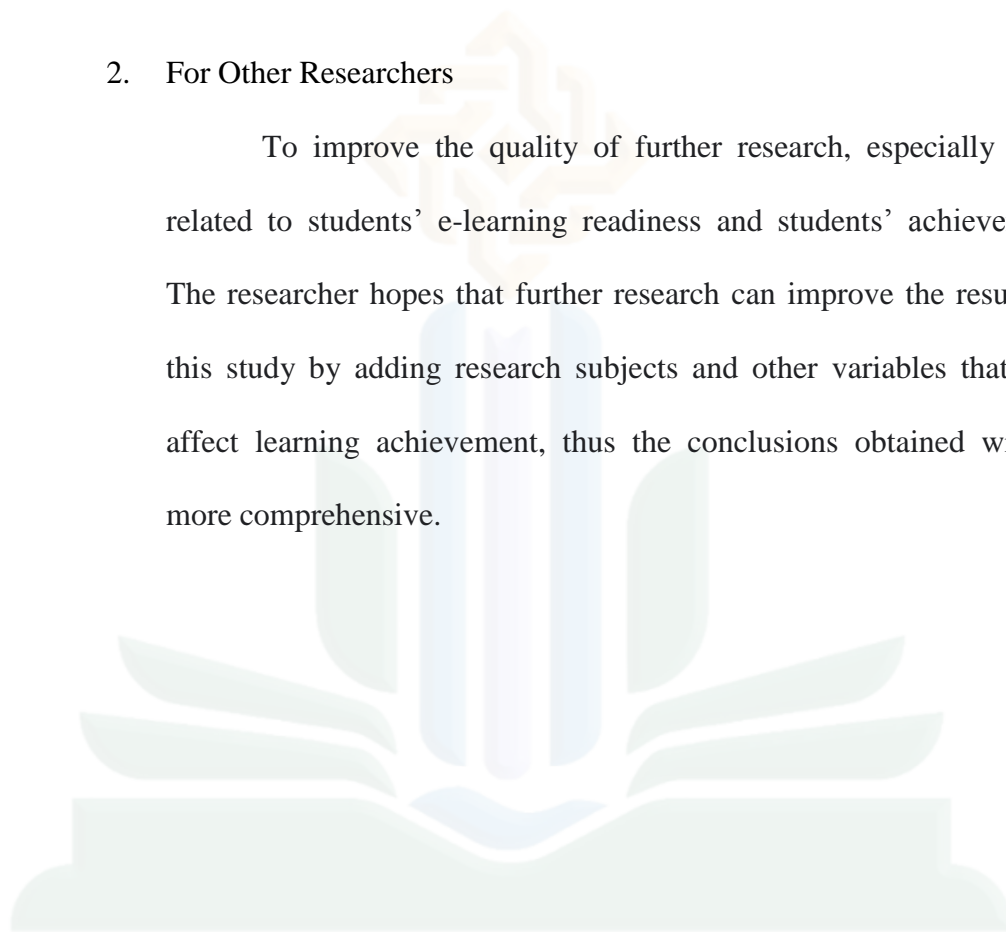 2. For Other Researchers
To improve the quality of further research, especially
related to students’ e-learning readiness and students’
The researcher hopes that further research can improve the
this study by adding research subjects and other variables that
affect learning achievement, thus the conclusions obtained
more comprehensive.